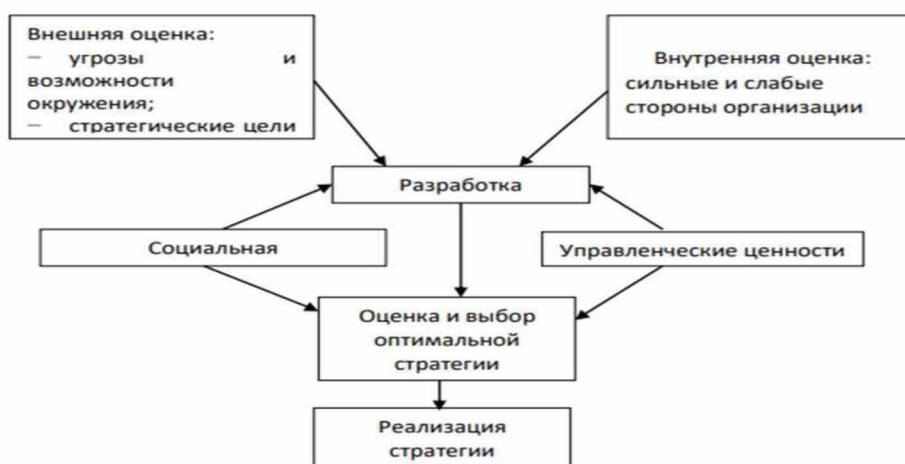 Внешняя оценка:
– угрозы и
возможности
окружения;
– стратегические цели
Внутренняя оценка:
сильные и слабые
стороны организации
Разработка
Социальная
Управленческие ценности
Оценка и выбор
оптимальной
стратегии
Реализация
стратегии